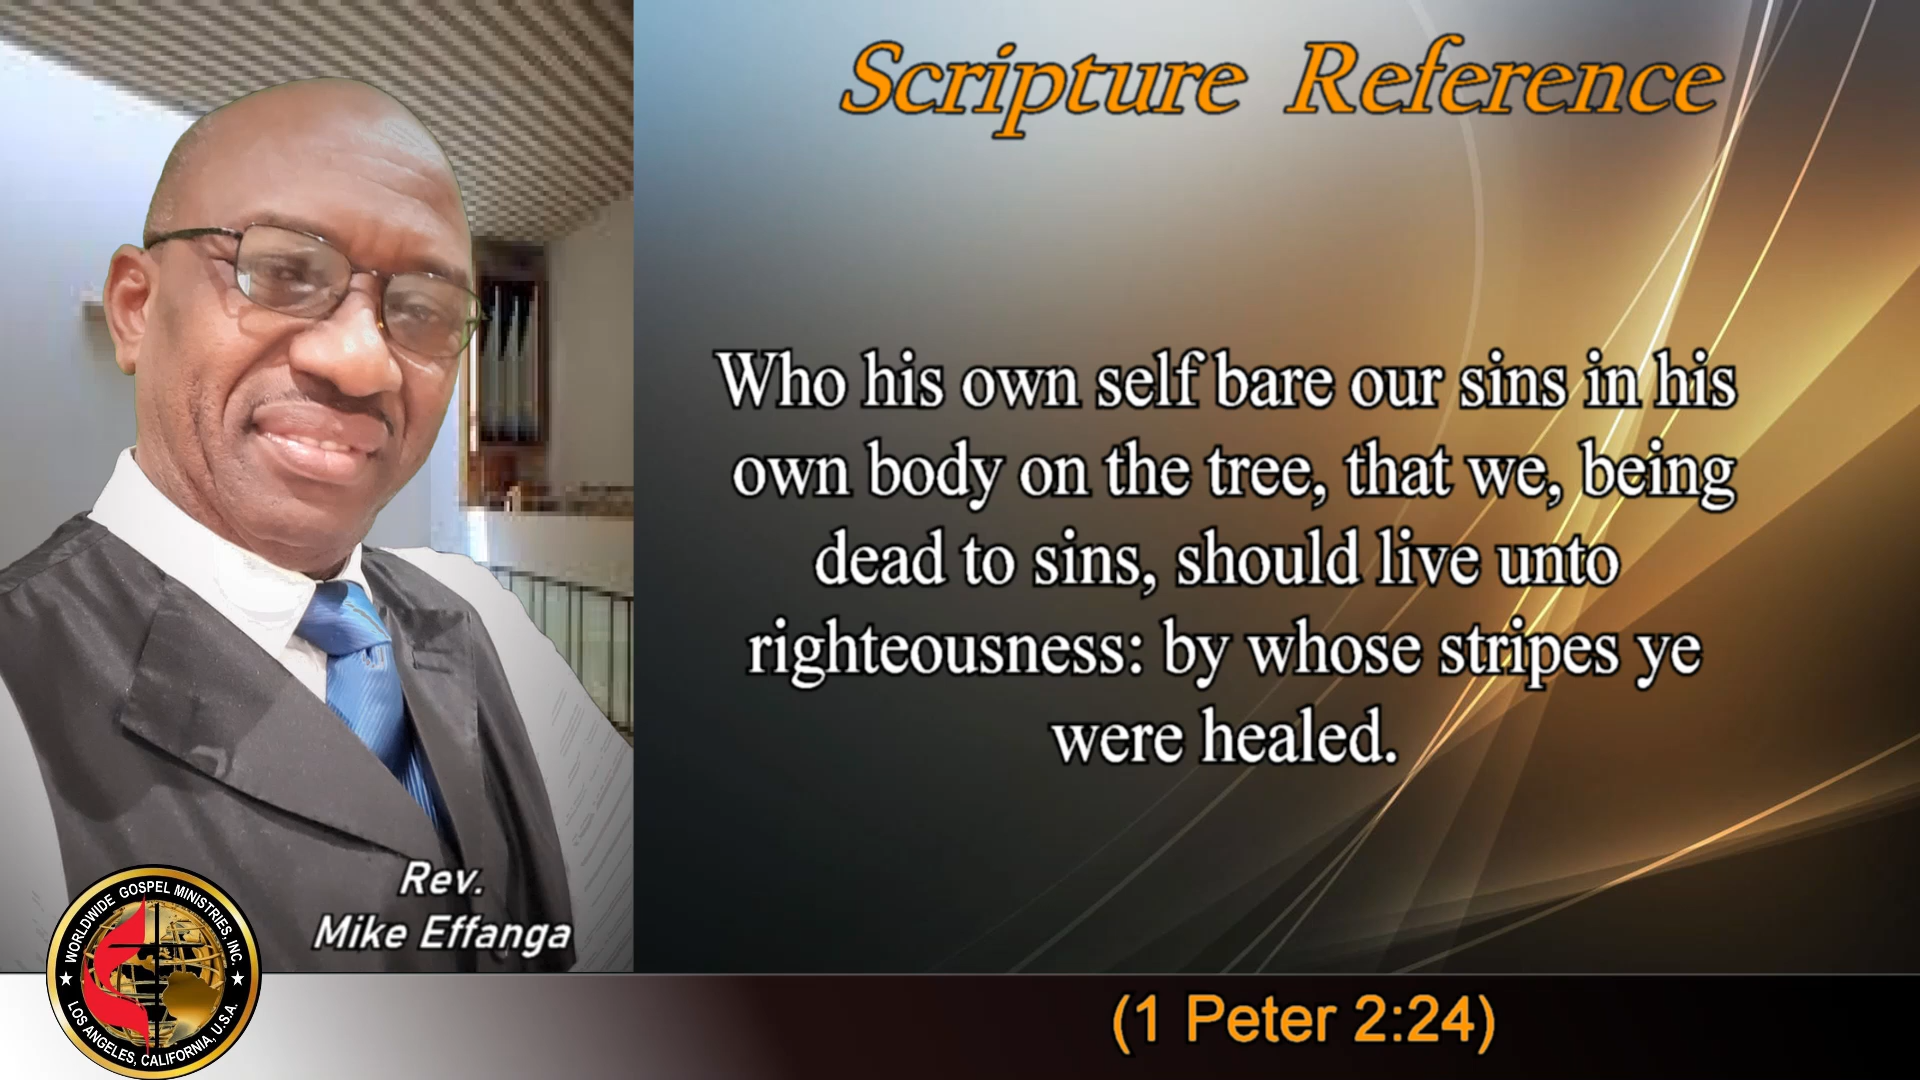 Scripture Reference
Who his own self bare our sins in his
own body on the tree, that we, being
dead to sins, should live unto
righteousness: by whose stripes ye
were healed.
Rev.
Mike Effanga
WORLDWIDE GOSPEL MINISTRIES, INC.
LOS ANGELES, CALIFORNIA, U.S.A.
(1 Peter 2:24)